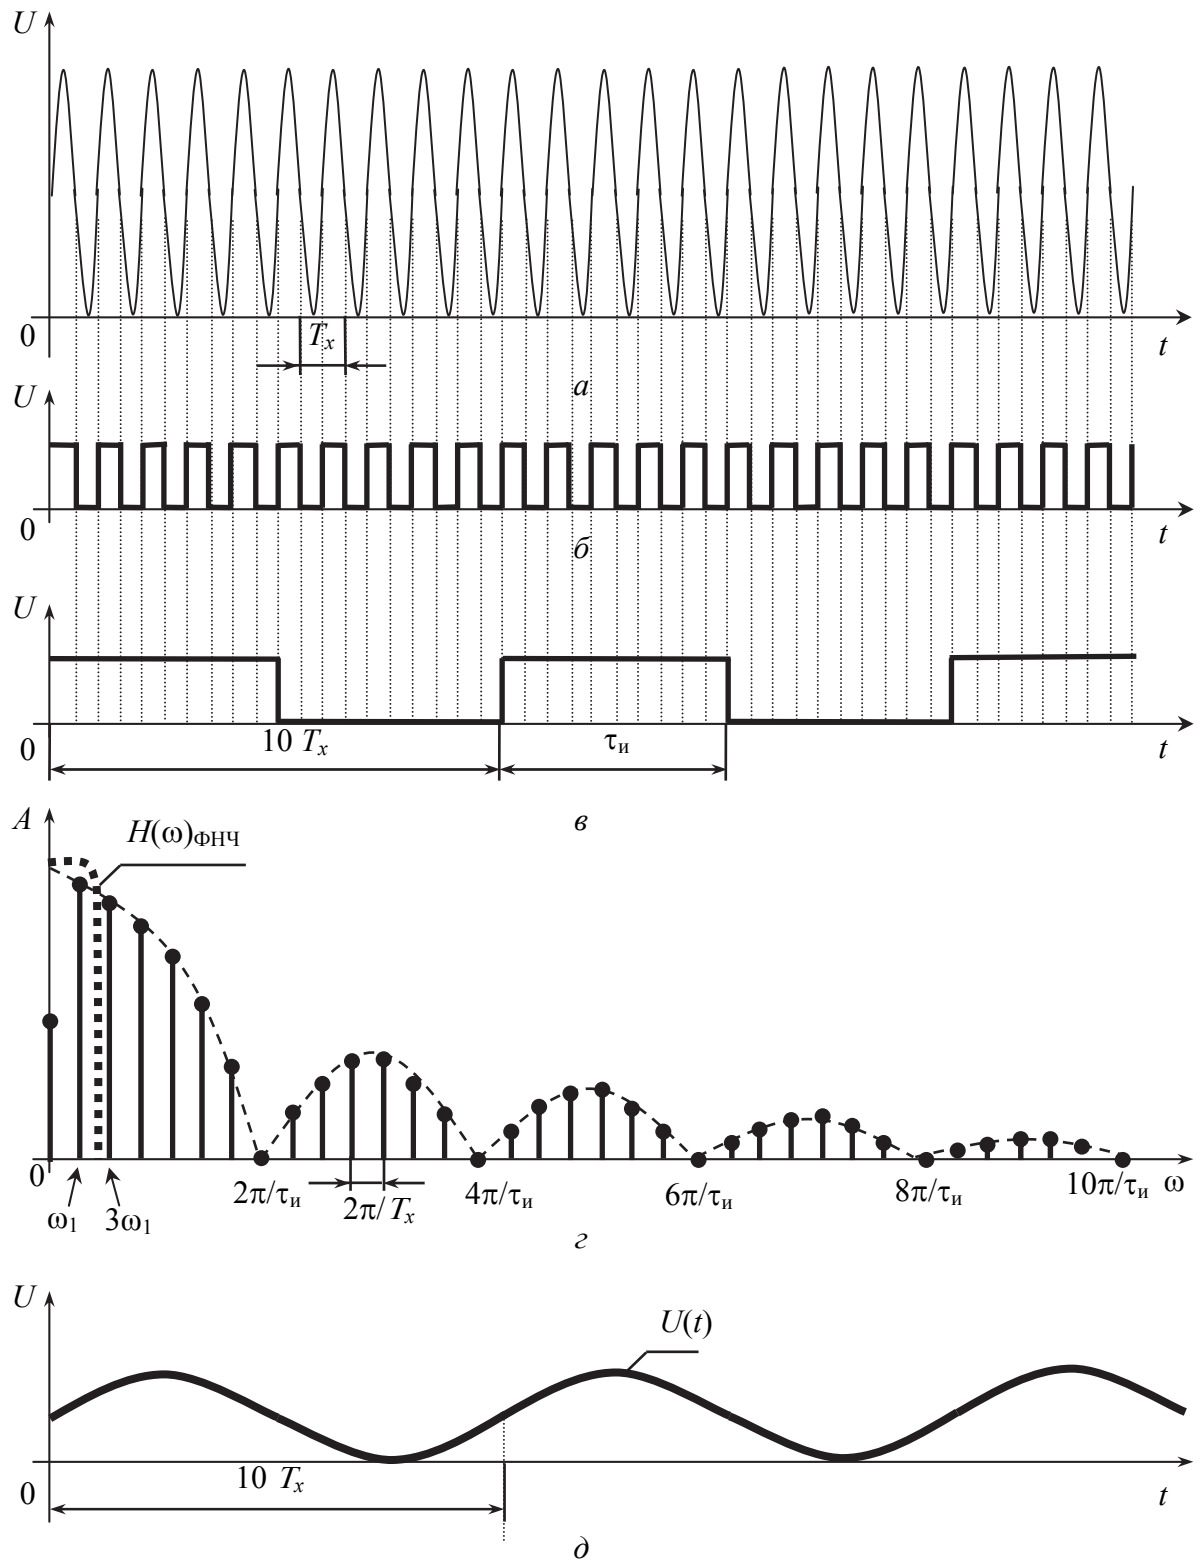 U
0
T_x
t
а
U
0
t
б
U
0
10 T_x
τ_и
t
в
A
H(ω)_ФНЧ
0
ω_1
3ω_1
2π/τ_и
2π/T_x
4π/τ_и
6π/τ_и
8π/τ_и
10π/τ_и
ω
г
U
U(t)
0
10 T_x
t
д